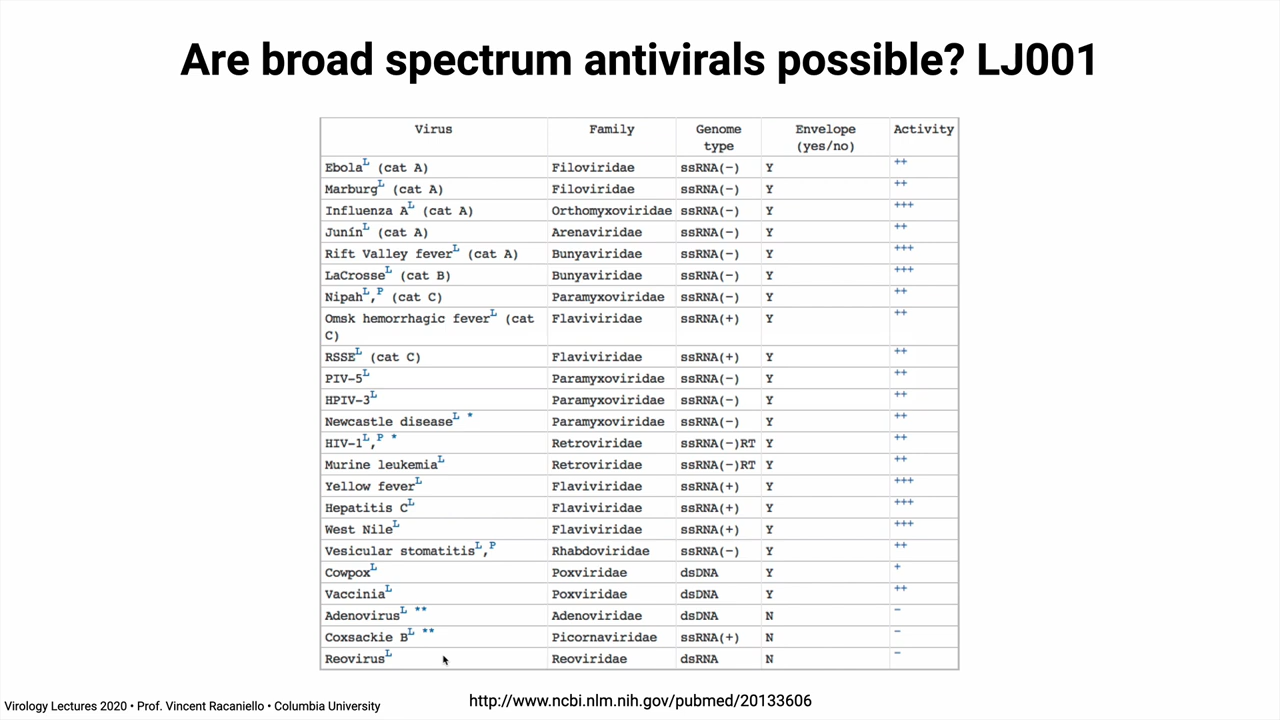 Are broad spectrum antivirals possible? LJ001
Virus Family Genome type Envelope (yes/no) Activity
Ebola^L (cat A) Filoviridae ssRNA(−) Y ++
Marburg^L (cat A) Filoviridae ssRNA(−) Y ++
Influenza A^L (cat A) Orthomyxoviridae ssRNA(−) Y +++
Junín^L (cat A) Arenaviridae ssRNA(−) Y ++
Rift Valley fever^L (cat A) Bunyaviridae ssRNA(−) Y +++
LaCrosse^L (cat B) Bunyaviridae ssRNA(−) Y +++
Nipah^L,^P (cat C) Paramyxoviridae ssRNA(−) Y ++
Omsk hemorrhagic fever^L (cat C) Flaviviridae ssRNA(+) Y ++
RSSE^L (cat C) Flaviviridae ssRNA(+) Y ++
PIV−5^L Paramyxoviridae ssRNA(−) Y ++
HPIV−3^L Paramyxoviridae ssRNA(−) Y ++
Newcastle disease^L * Paramyxoviridae ssRNA(−) Y ++
HIV−1^L,^P * Retroviridae ssRNA(−)RT Y ++
Murine leukemia^L Retroviridae ssRNA(−)RT Y ++
Yellow fever^L Flaviviridae ssRNA(+) Y +++
Hepatitis C^L Flaviviridae ssRNA(+) Y +++
West Nile^L Flaviviridae ssRNA(+) Y +++
Vesicular stomatitis^L,^P Rhabdoviridae ssRNA(−) Y ++
Cowpox^L Poxviridae dsDNA Y +
Vaccinia^L Poxviridae dsDNA Y ++
Adenovirus^L ** Adenoviridae dsDNA N −
Coxsackie B^L ** Picornaviridae ssRNA(+) N −
Reovirus^L Reoviridae dsRNA N −
http://www.ncbi.nlm.nih.gov/pubmed/20133606
Virology Lectures 2020 • Prof. Vincent Racaniello • Columbia University